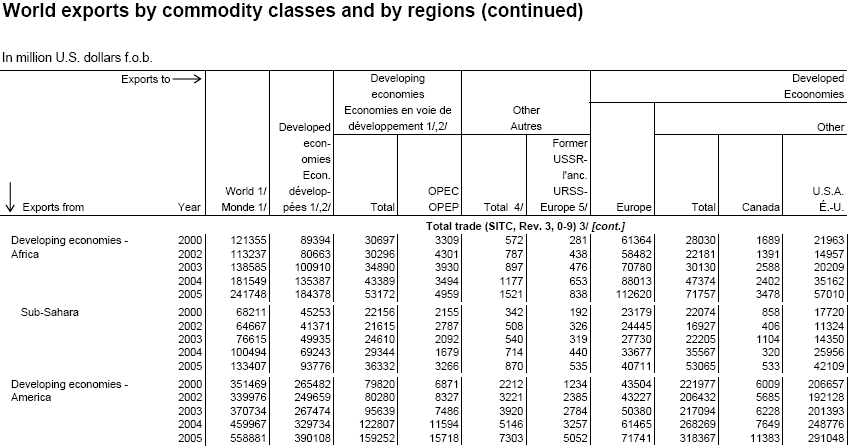 World exports by commodity classes and by regions (continued)
In million U.S. dollars f.o.b.
Exports to
Developing
economies
Economies en voie de
développement 1/,2/
Other
Autres
Developed
Ecoonomies
Other
Developed
econ-
omies
Econ.
dévelop-
pées 1/,2/
Former
USSR-
l'anc.
URSS-
Europe 5/
Exports from Year World 1/ Monde 1/ Total OPEC OPEP Total 4/ Europe Total Canada U.S.A. É.-U.
Total trade (SITC, Rev. 3, 0-9) 3/ [cont.]
Developing economies - 2000 121355 89394 30697 3309 572 281 61364 28030 1689 21963
Africa 2002 113237 80663 30296 4301 787 438 58482 22181 1391 14957
2003 138585 100910 34890 3930 897 476 70780 30130 2588 20209
2004 181549 135387 43389 3494 1177 653 88013 47374 2402 35162
2005 241748 184378 53172 4959 1521 838 112620 71757 3478 57010
Sub-Sahara 2000 68211 45253 22156 2155 342 192 23179 22074 858 17720
2002 64667 41371 21615 2787 508 326 24445 16927 406 11324
2003 76615 49935 24610 2092 540 319 27730 22205 1104 14350
2004 100494 69243 29344 1679 714 440 33677 35567 320 25956
2005 133407 93776 36332 3266 870 535 40711 53065 533 42109
Developing economies - 2000 351469 265482 79820 6871 2212 1234 43504 221977 6009 206657
America 2002 339976 249659 80280 8327 3221 2385 43227 206432 5685 192128
2003 370734 267474 95639 7486 3920 2784 50380 217094 6228 201393
2004 459967 329734 122807 11594 5146 3257 61465 268269 7649 248776
2005 558881 390108 159252 15718 7303 5052 71741 318367 11383 291048